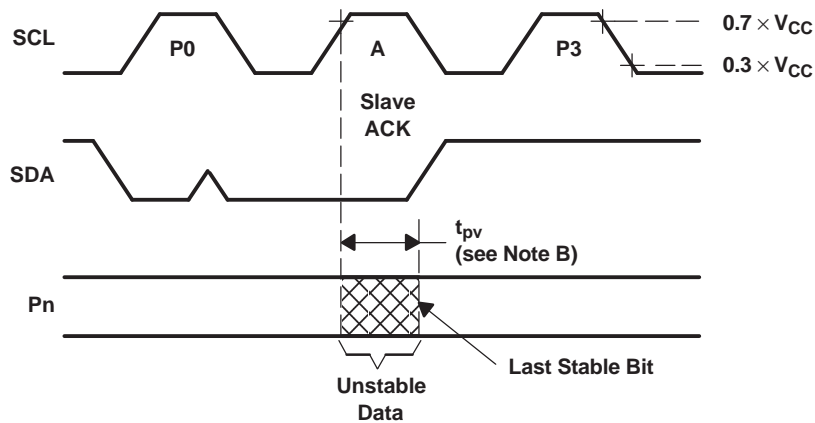 SCL
P0
A
P3
0.7 × VCC
0.3 × VCC
Slave
ACK
SDA
tpv
(see Note B)
Pn
Last Stable Bit
Unstable
Data